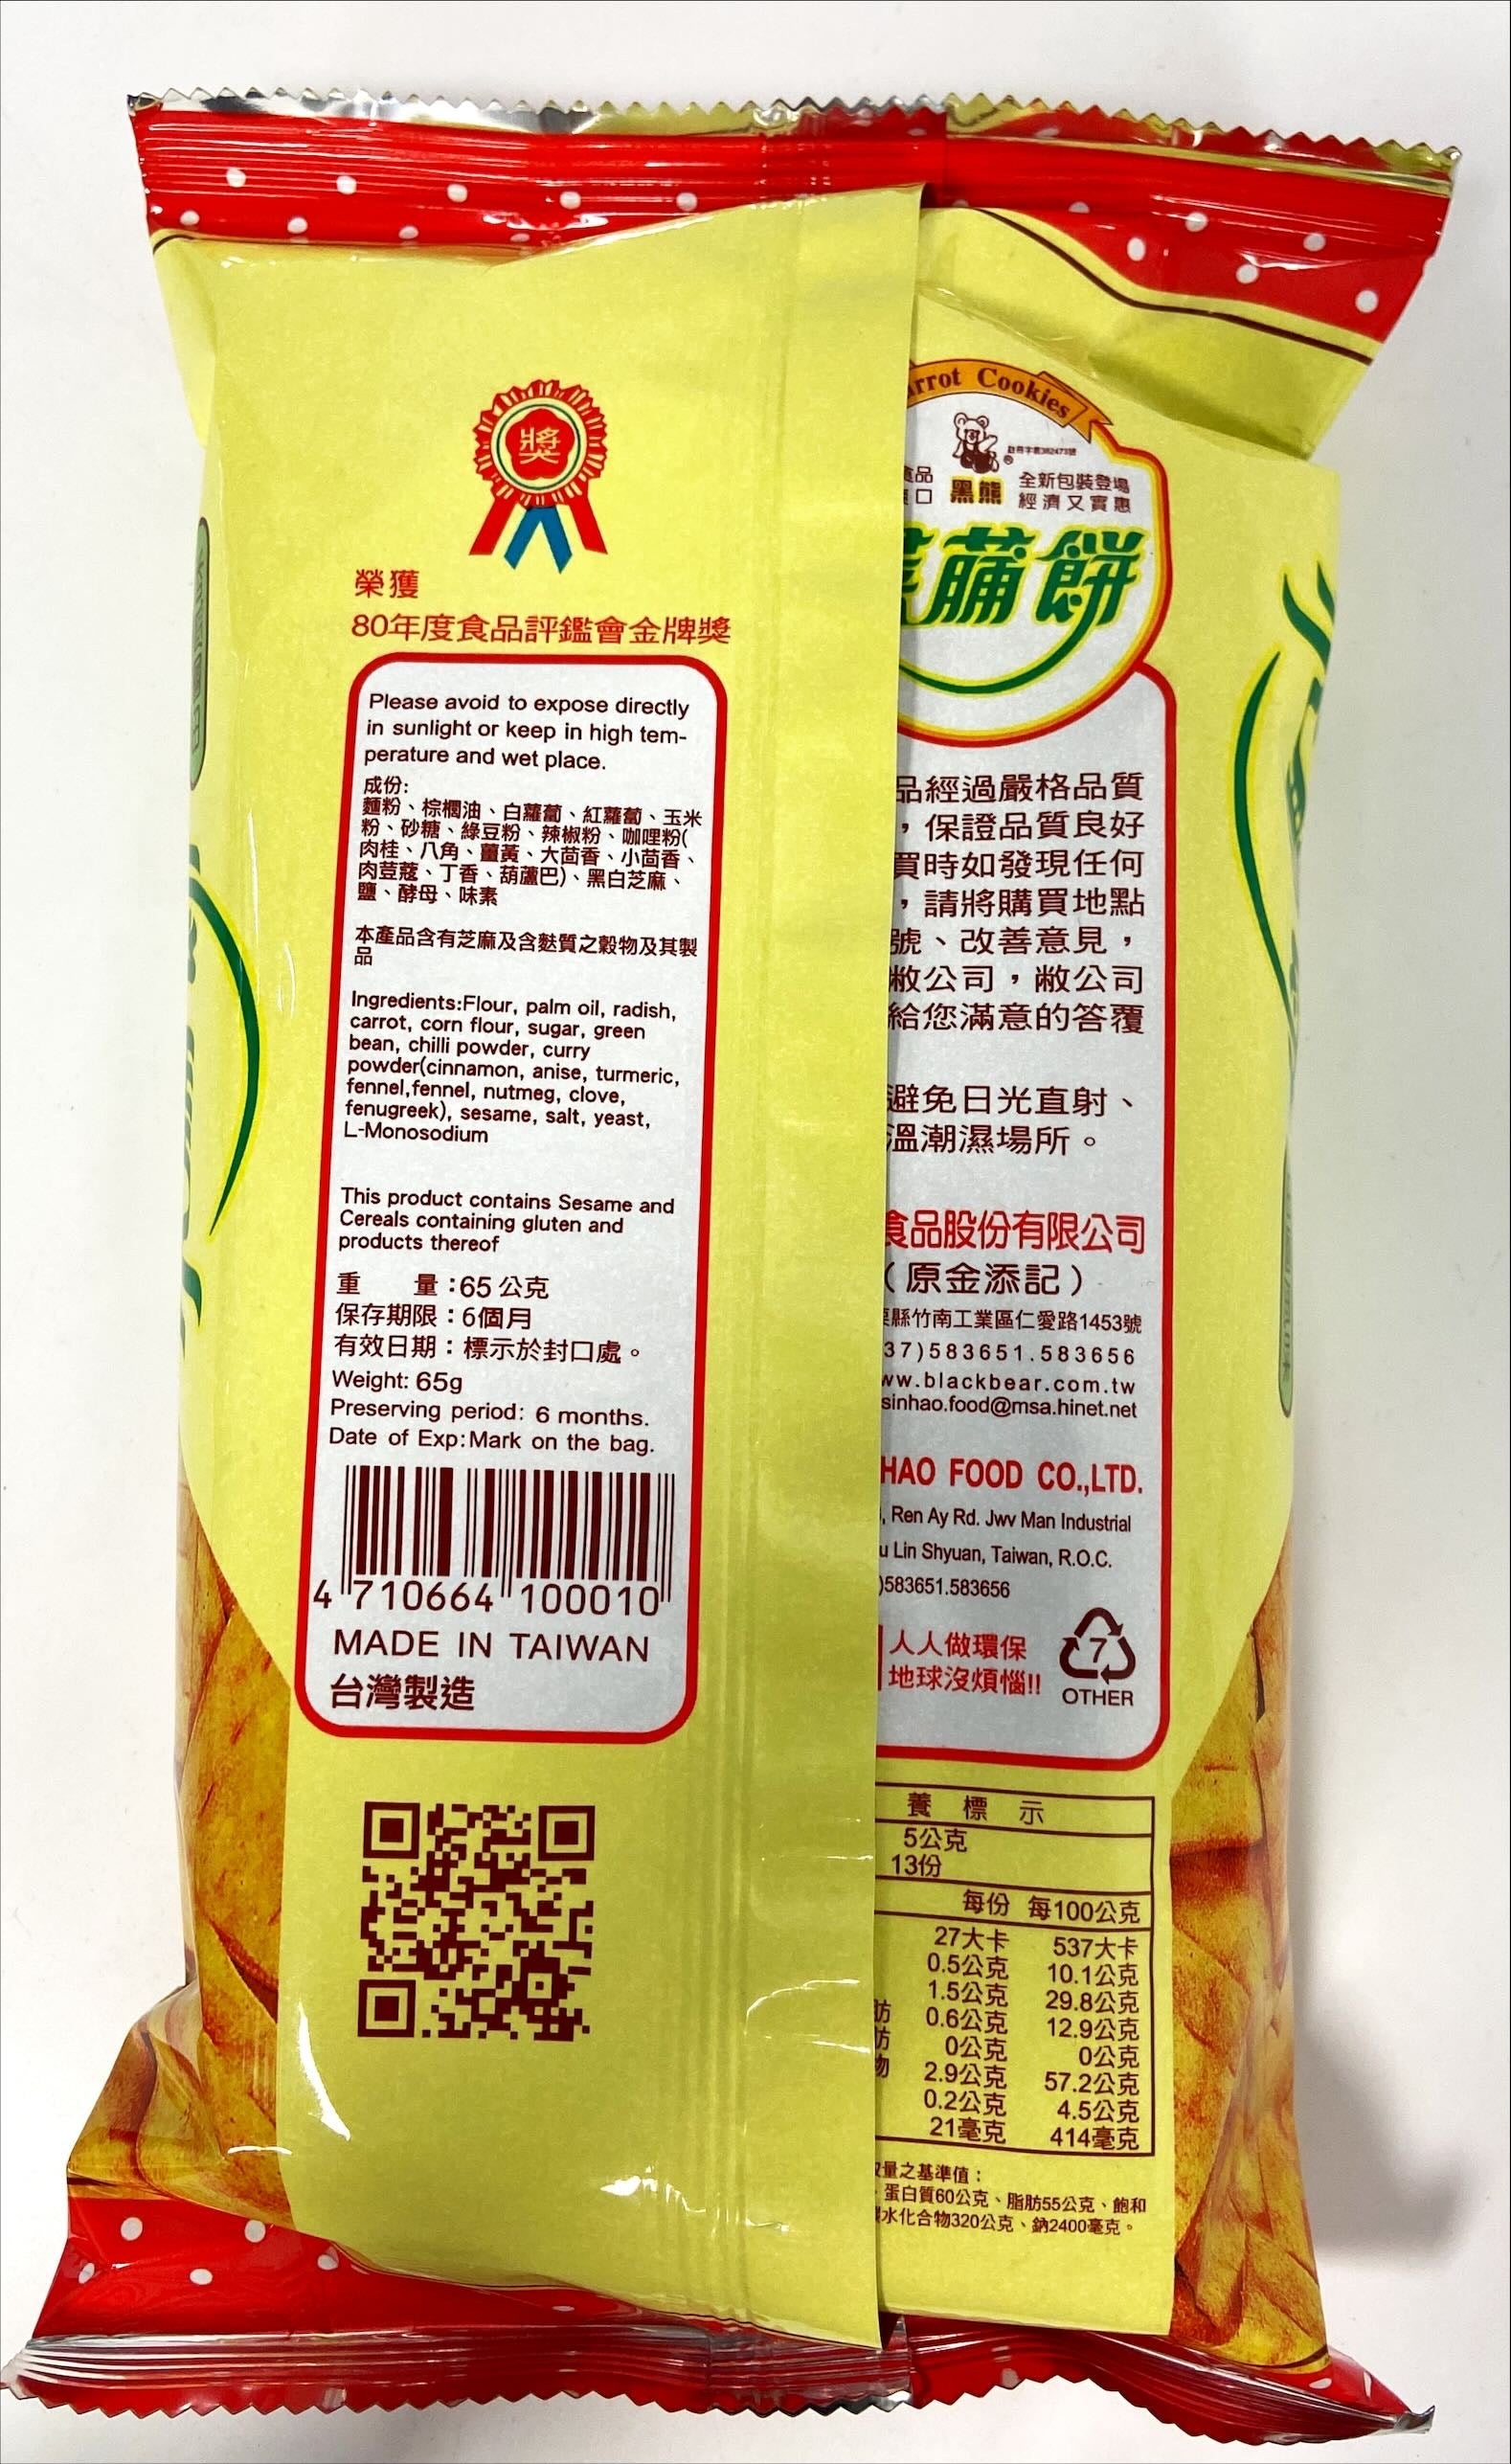 獎
榮獲
80年度食品評鑑會金牌獎
Please avoid to expose directly
in sunlight or keep in high tem-
perature and wet place.
成份:
麵粉、棕櫚油、白蘿蔔、紅蘿蔔、玉米
粉、砂糖、綠豆粉、辣椒粉、咖哩粉(
肉桂、八角、薑黃、大茴香、小茴香、
肉荳蔻、丁香、葫蘆巴)、黑白芝麻、
鹽、酵母、味素
本產品含有芝麻及含麩質之穀物及其製
品
Ingredients:Flour, palm oil, radish,
carrot, corn flour, sugar, green
bean, chilli powder, curry
powder(cinnamon, anise, turmeric,
fennel,fennel, nutmeg, clove,
fenugreek), sesame, salt, yeast,
L-Monosodium
This product contains Sesame and
Cereals containing gluten and
products thereof
重 量:65公克
保存期限:6個月
有效日期:標示於封口處。
Weight: 65g
Preserving period: 6 months.
Date of Exp:Mark on the bag.
4 710664 100010
MADE IN TAIWAN
台灣製造
Cookies
食品
口
黑熊
®
全新包裝登場
經濟又實惠
蔔餅
品經過嚴格品質
，保證品質良好
買時如發現任何
，請將購買地點
號、改善意見，
敝公司，敝公司
給您滿意的答覆
避免日光直射、
溫潮濕場所。
食品股份有限公司
(原金添記)
縣竹南工業區仁愛路1453號
37)583651.583656
ww.blackbear.com.tw
sinhao.food@msa.hinet.net
HAO FOOD CO.,LTD.
, Ren Ay Rd. Jwv Man Industrial
Lin Shyuan, Taiwan, R.O.C.
)583651.583656
人人做環保
地球沒煩惱!!
7
OTHER
養標示
5公克
13份
每份 每100公克
27大卡 537大卡
0.5公克 10.1公克
1.5公克 29.8公克
肪 0.6公克 12.9公克
肪 0公克 0公克
物 2.9公克 57.2公克
0.2公克 4.5公克
21毫克 414毫克
量之基準值：
蛋白質60公克、脂肪55公克、飽和
水化合物320公克、鈉2400毫克。